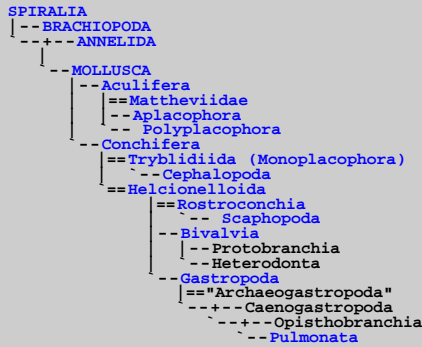 SPIRALIA
|--BRACHIOPODA
`--+--ANNELIDA
|
`--MOLLUSCA
|--Aculifera
| |==Mattheviidae
| |--Aplacophora
| `-- Polyplacophora
`--Conchifera
|==Tryblidiida (Monoplacophora)
| `--Cephalopoda
`==Helcionelloida
|==Rostroconchia
| `-- Scaphopoda
|--Bivalvia
| |--Protobranchia
| `--Heterodonta
`--Gastropoda
|=="Archaeogastropoda"
`--+--Caenogastropoda
`--+--Opisthobranchia
`--Pulmonata